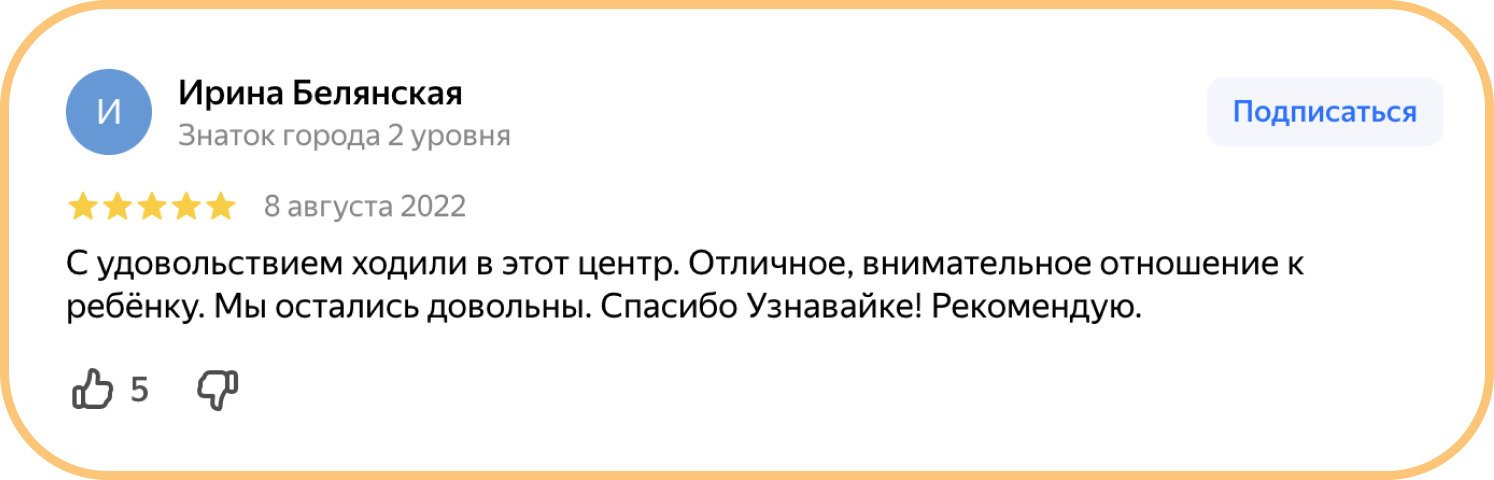 И
Ирина Белянская
Знаток города 2 уровня
Подписаться
8 августа 2022
С удовольствием ходили в этот центр. Отличное, внимательное отношение к
ребёнку. Мы остались довольны. Спасибо Узнавайке! Рекомендую.
5